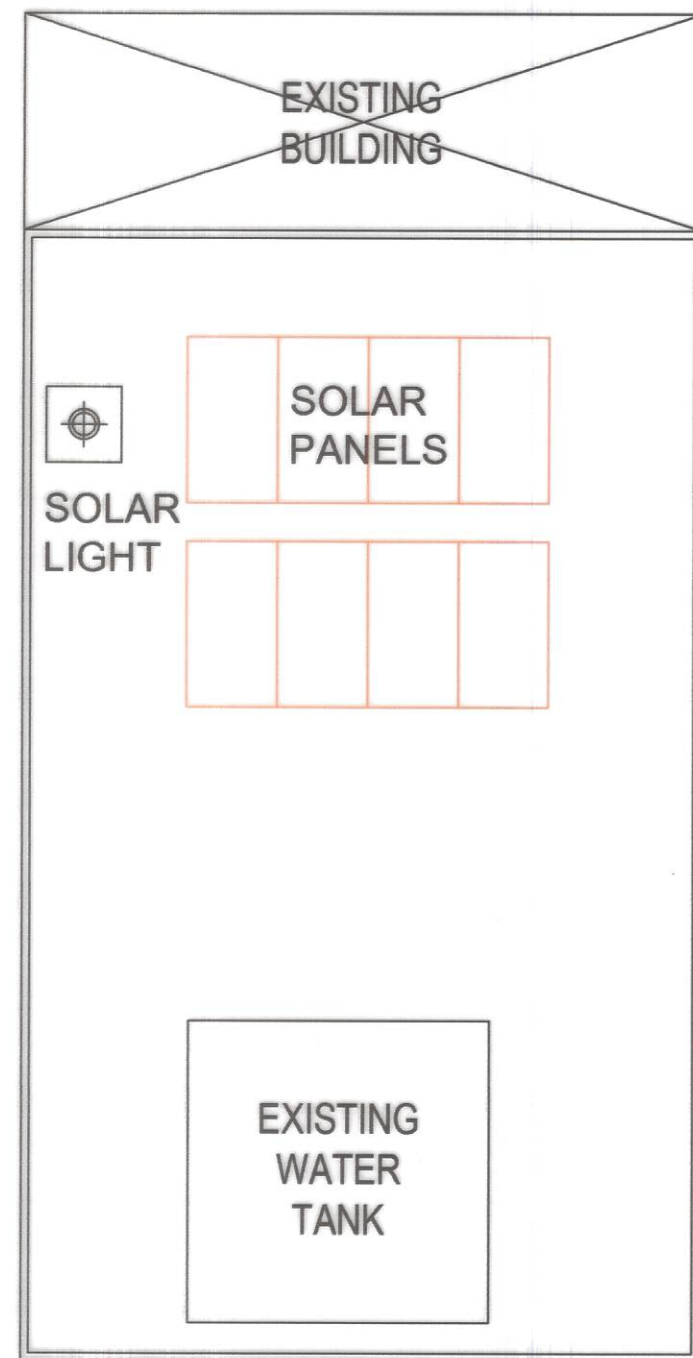 EXISTING
BUILDING
SOLAR
PANELS
SOLAR
LIGHT
EXISTING
WATER
TANK